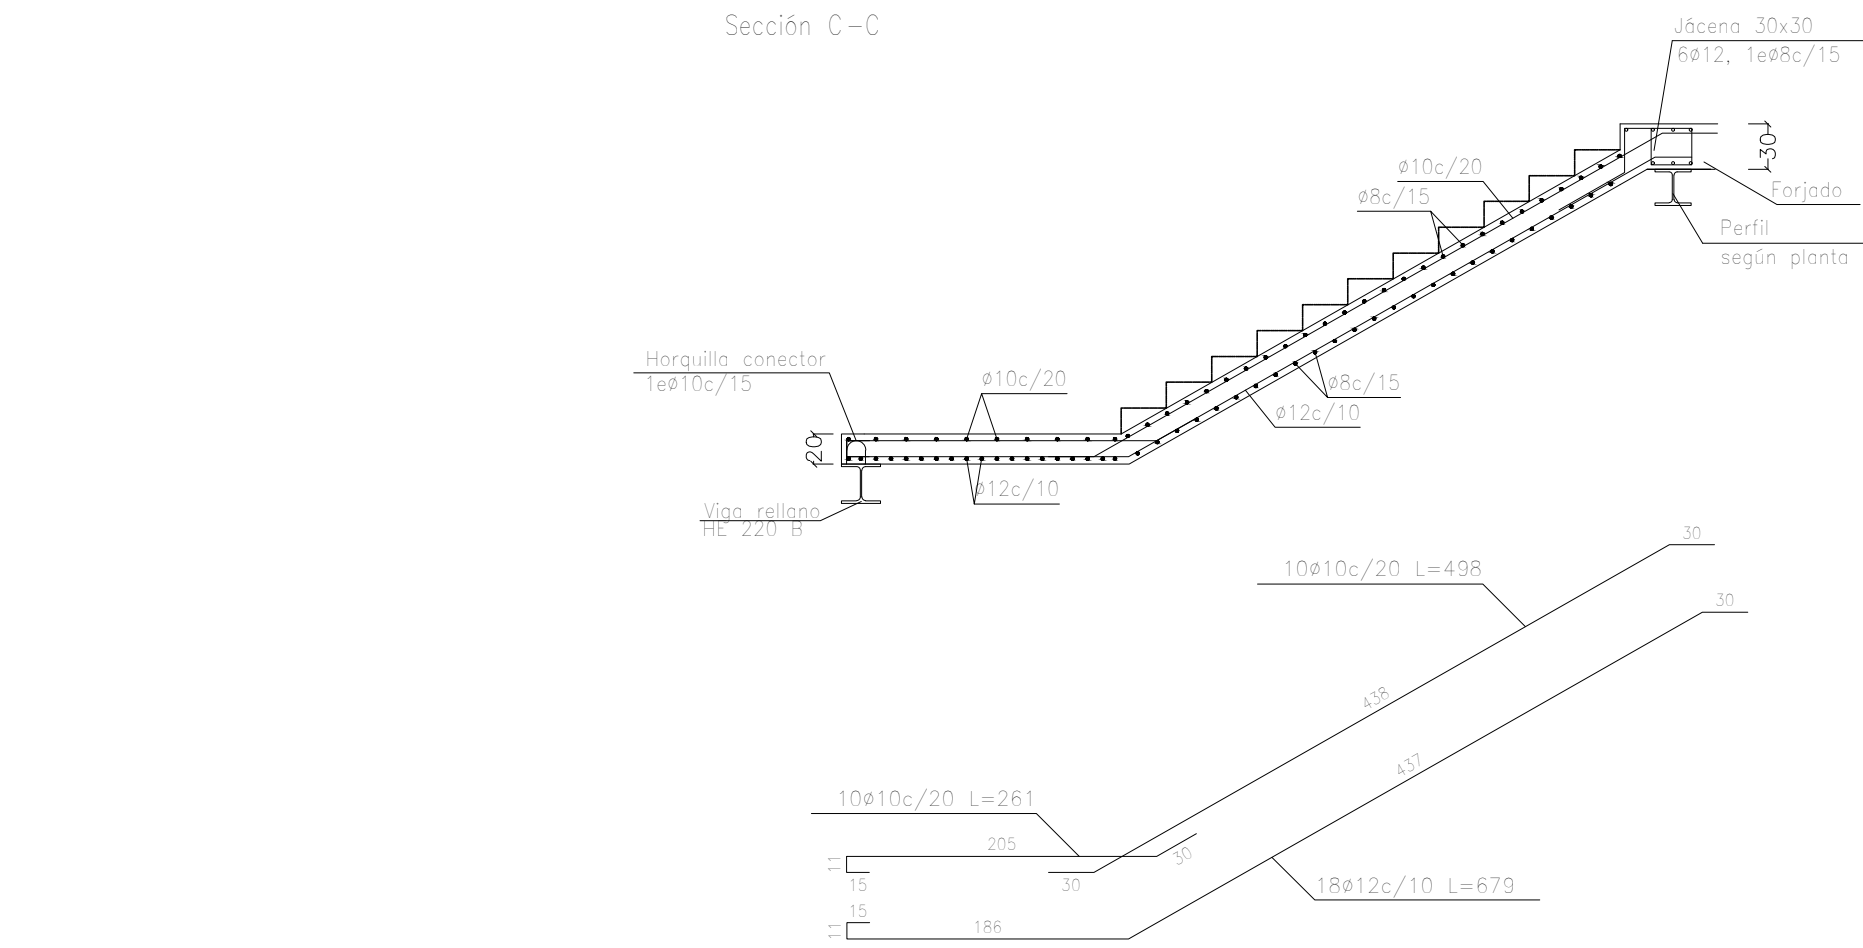 Sección C-C
Jácena 30x30
6ø12, 1eø8c/15
30
Forjado
Perfil
según planta
ø10c/20
ø8c/15
Horquilla conector
1eø10c/15
ø10c/20
ø8c/15
ø12c/10
20
ø12c/10
Viga rellano
HE 220 B
30
10ø10c/20 L=498
30
438
437
10ø10c/20 L=261
205
11
30
15
30
18ø12c/10 L=679
15
11
186